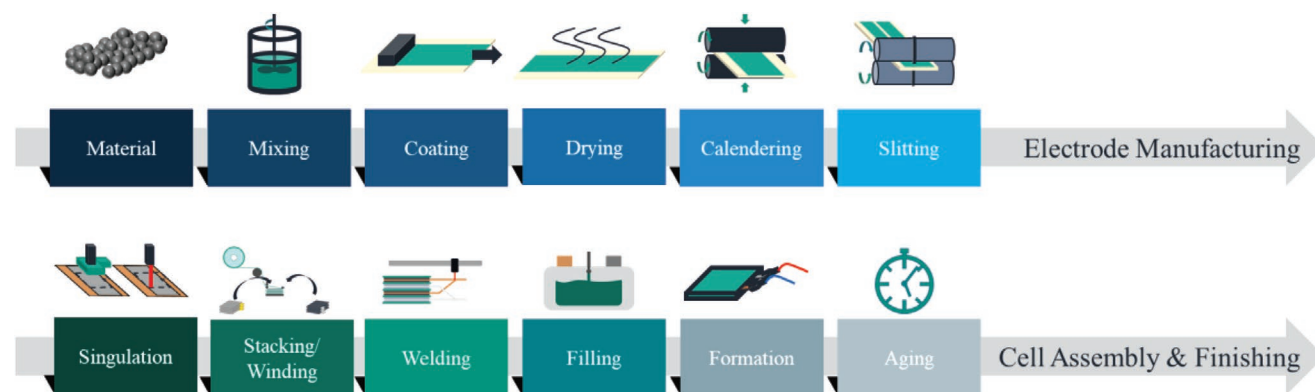 Material
Mixing
Coating
Drying
Calendering
Slitting
Electrode Manufacturing
Singulation
Stacking/
Winding
Welding
Filling
Formation
Aging
Cell Assembly & Finishing